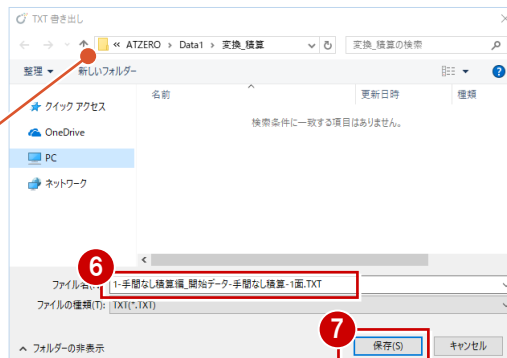 TXT 書き出し
« ATZERO > Data1 > 変換_積算
変換_積算の検索
整理 新しいフォルダー
?
名前 更新日時 種類
検索条件に一致する項目はありません。
クイック アクセス
OneDrive
PC
ネットワーク
6
ファイル名 1-手間なし積算編_開始データ-手間なし積算-1面.TXT
ファイルの種類(T): TXT(*.TXT)
7
フォルダーの非表示 保存(S) キャンセル